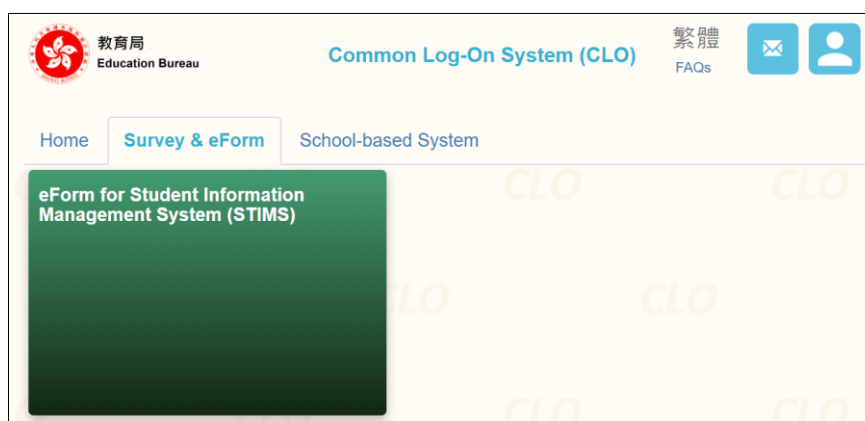 教育局
Education Bureau
Common Log-On System (CLO)
繁體
FAQs
Home
Survey & eForm
School-based System
eForm for Student Information
Management System (STIMS)
CLO
CLO
CLO
CLO
CLO
CLO